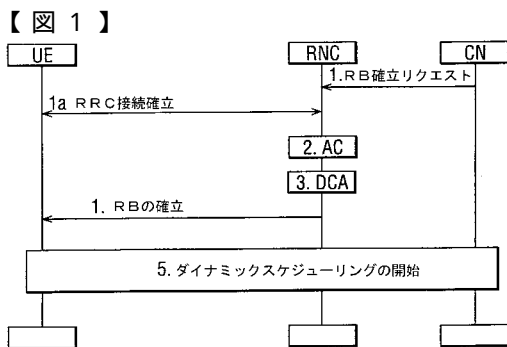 【図1】
UE RNC CN
1.RB確立リクエスト
1a RRC接続確立
2. AC
3. DCA
1. RBの確立
5. ダイナミックスケジューリングの開始